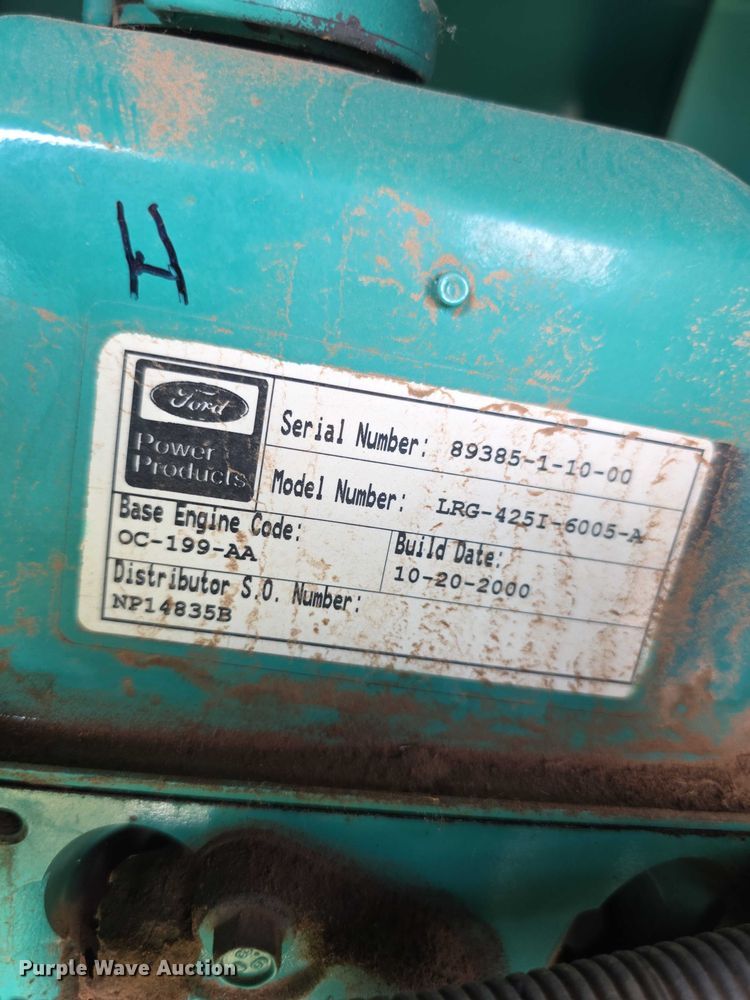 H
Ford
Power
Products
Serial Number: 89385-1-10-00
Model Number: LRG-425I-6005-A
Base Engine Code:
OC-199-AA
Build Date:
10-20-2000
Distributor S.O. Number:
NP14835B
Purple Wave Auction